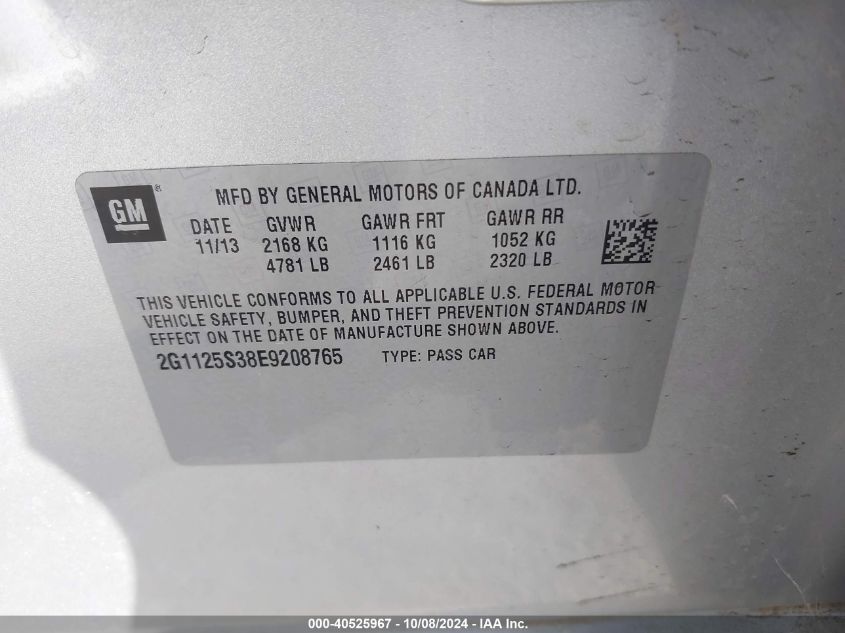 GM®
MFD BY GENERAL MOTORS OF CANADA LTD.
DATE GVWR GAWR FRT GAWR RR
11/13 2168 KG 1116 KG 1052 KG
4781 LB 2461 LB 2320 LB
THIS VEHICLE CONFORMS TO ALL APPLICABLE U.S. FEDERAL MOTOR
VEHICLE SAFETY, BUMPER, AND THEFT PREVENTION STANDARDS IN
EFFECT ON THE DATE OF MANUFACTURE SHOWN ABOVE.
2G1125S38E9208765 TYPE: PASS CAR
000-40525967 - 10/08/2024 - IAA Inc.